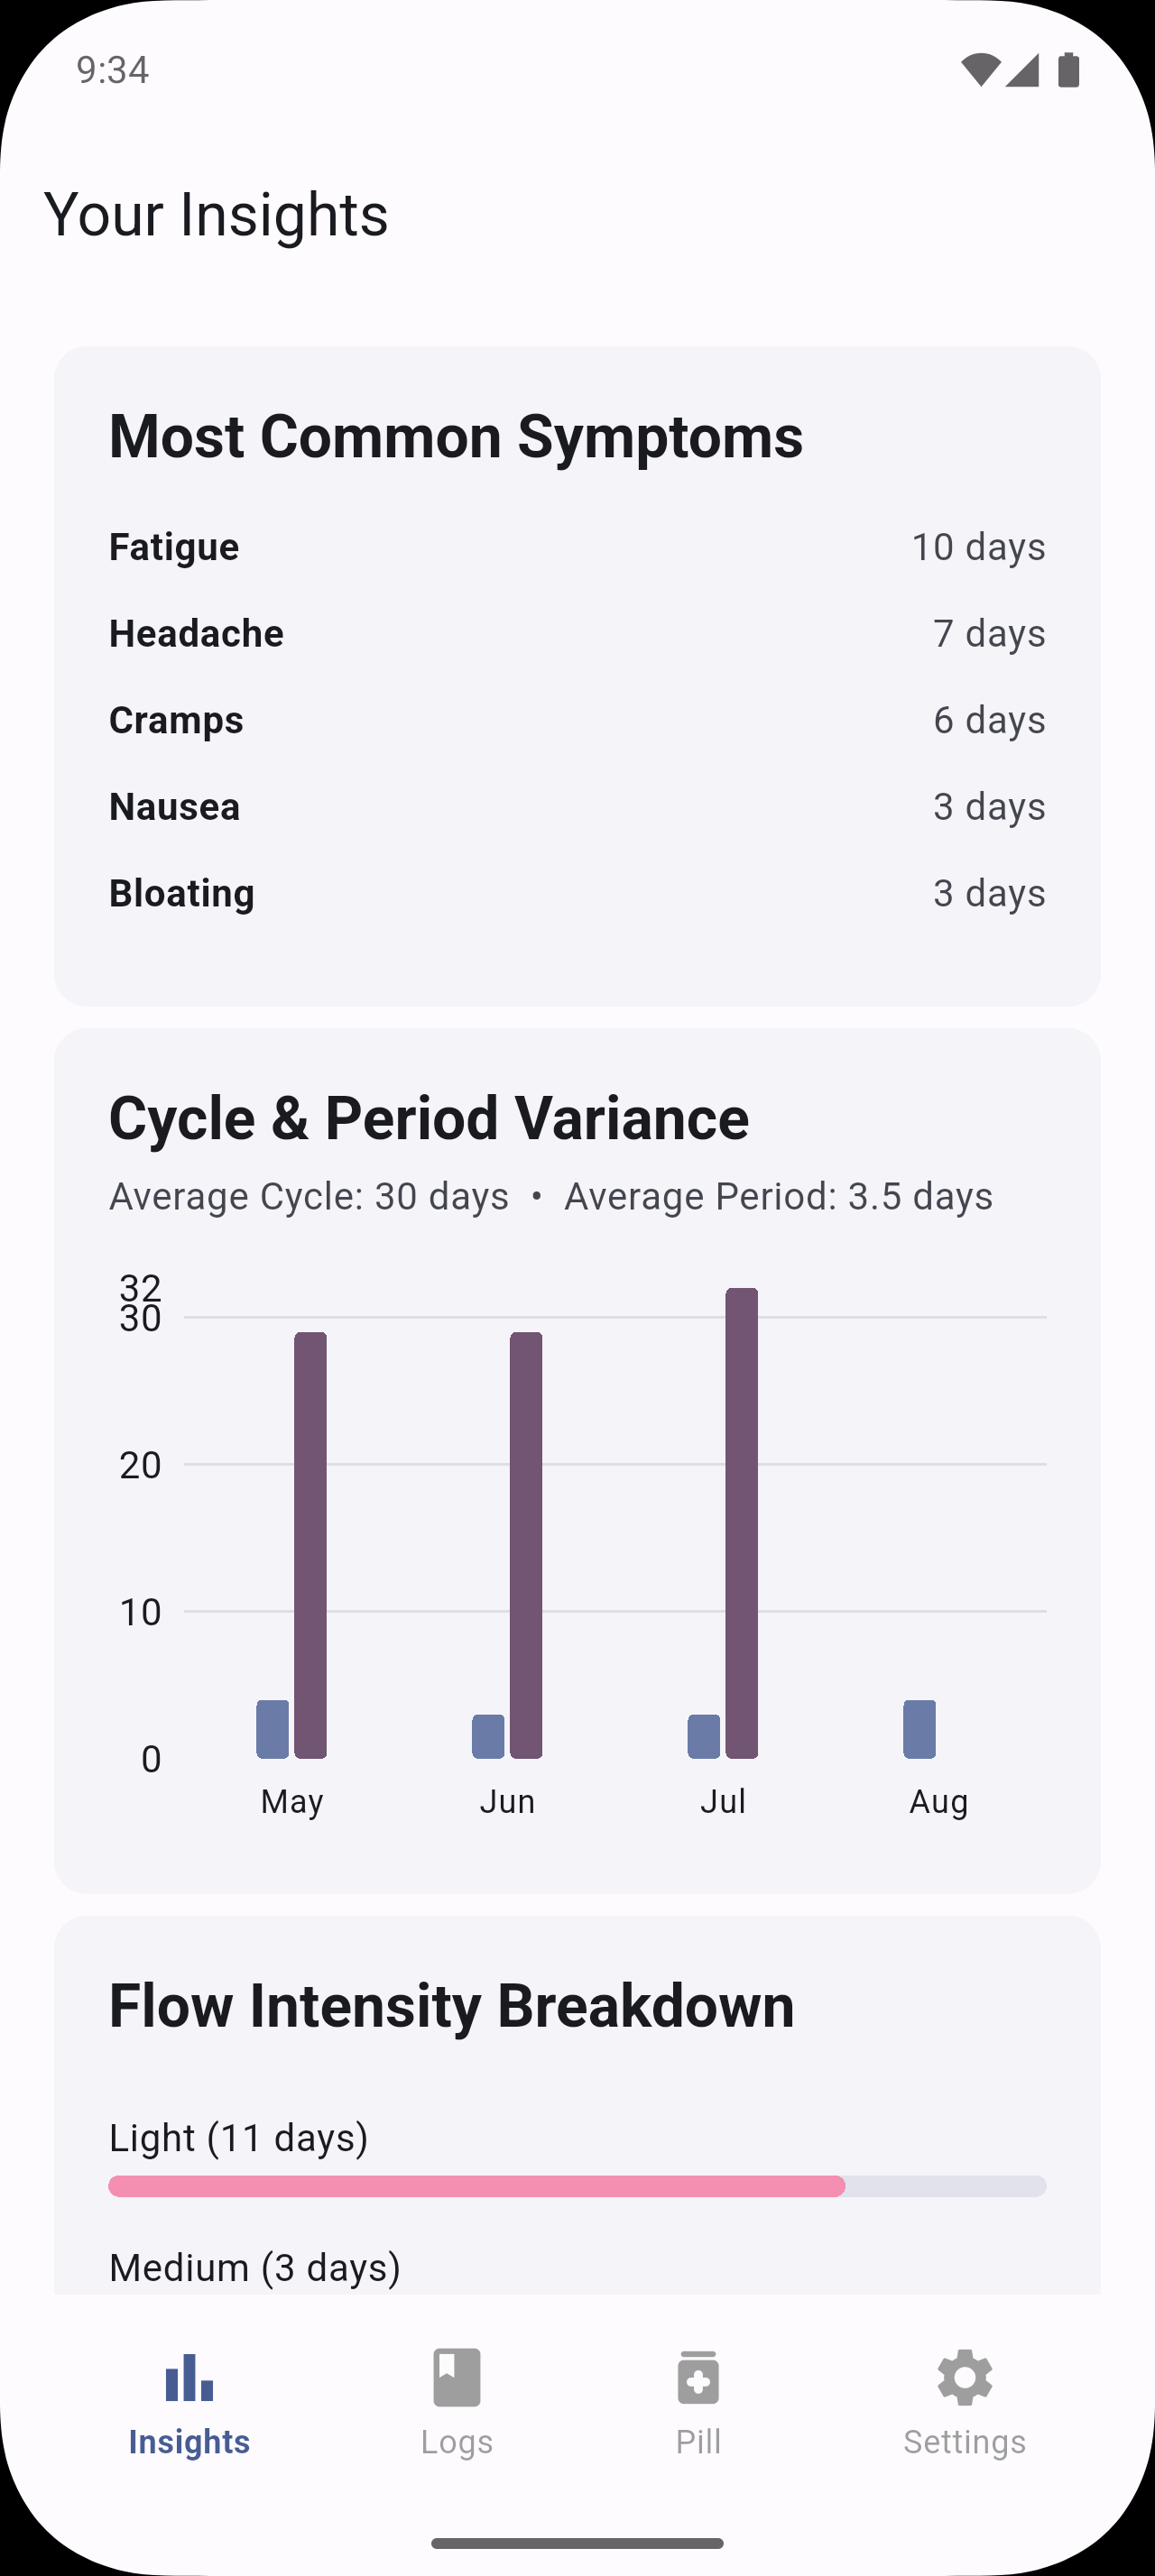 9:34
Your Insights
Most Common Symptoms
Fatigue 10 days
Headache 7 days
Cramps 6 days
Nausea 3 days
Bloating 3 days
Cycle & Period Variance
Average Cycle: 30 days • Average Period: 3.5 days
32
30
20
10
0
May Jun Jul Aug
Flow Intensity Breakdown
Light (11 days)
Medium (3 days)
Insights Logs Pill Settings